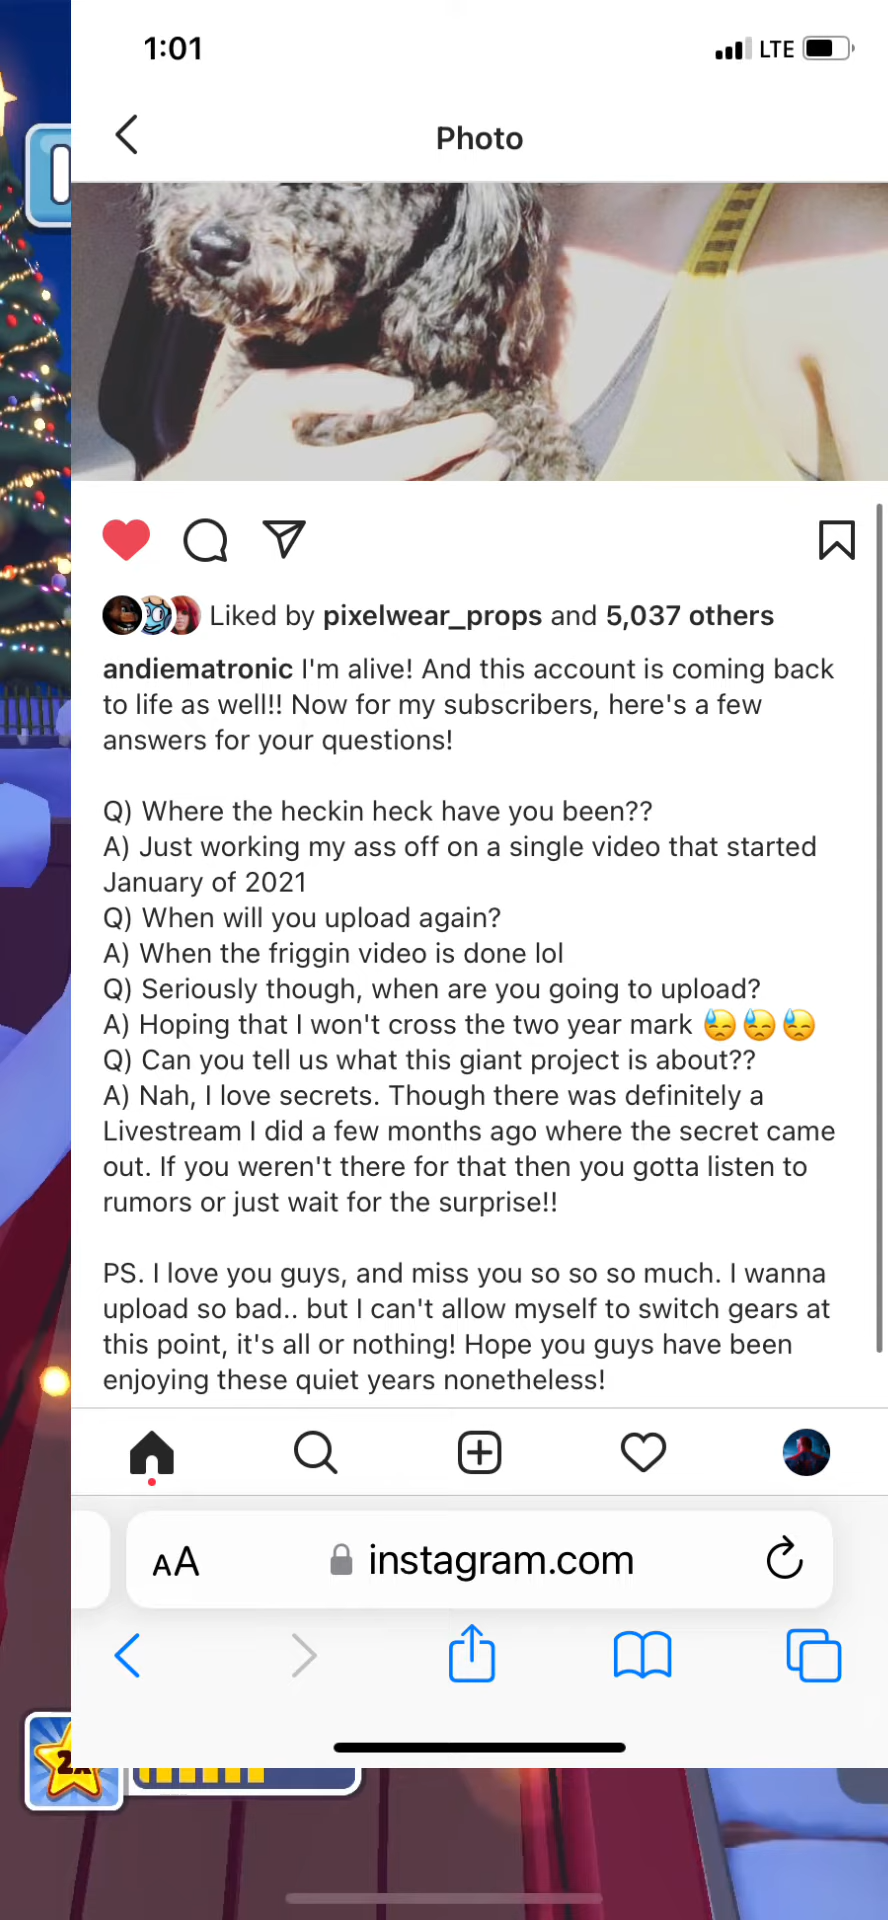 1:01
LTE
Photo
Liked by pixelwear_props and 5,037 others
andiematronic I'm alive! And this account is coming back
to life as well!! Now for my subscribers, here's a few
answers for your questions!
Q) Where the heckin heck have you been??
A) Just working my ass off on a single video that started
January of 2021
Q) When will you upload again?
A) When the friggin video is done lol
Q) Seriously though, when are you going to upload?
A) Hoping that I won't cross the two year mark 😓😓😓
Q) Can you tell us what this giant project is about??
A) Nah, I love secrets. Though there was definitely a
Livestream I did a few months ago where the secret came
out. If you weren't there for that then you gotta listen to
rumors or just wait for the surprise!!
PS. I love you guys, and miss you so so so much. I wanna
upload so bad.. but I can't allow myself to switch gears at
this point, it's all or nothing! Hope you guys have been
enjoying these quiet years nonetheless!
AA
instagram.com